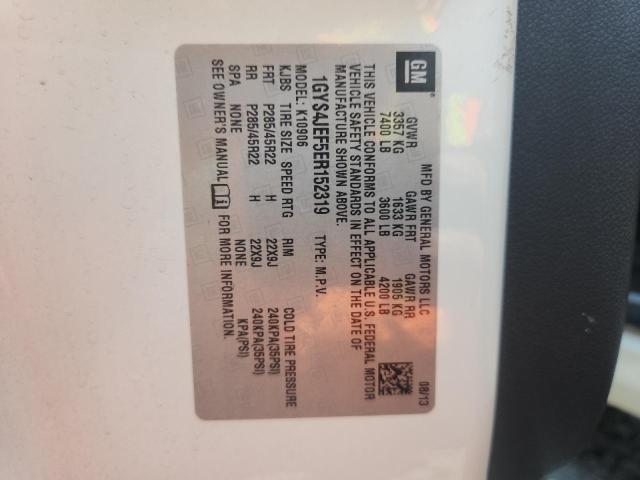 GM
MFD BY GENERAL MOTORS LLC 08/13
GVWR GAWR FRT GAWR RR
3357 KG 1633 KG 1905 KG
7400 LB 3600 LB 4200 LB
THIS VEHICLE CONFORMS TO ALL APPLICABLE U.S. FEDERAL MOTOR
VEHICLE SAFETY STANDARDS IN EFFECT ON THE DATE OF
MANUFACTURE SHOWN ABOVE.
1GYS4JEF5ER152319 TYPE: M.P.V.
MODEL: K10906
KJBS TIRE SIZE SPEED RTG RIM COLD TIRE PRESSURE
FRT P285/45R22 H 22X9J 240KPA(35PSI)
RR P285/45R22 H 22X9J 240KPA(35PSI)
SPA NONE NONE KPA(PSI)
SEE OWNER'S MANUAL FOR MORE INFORMATION.